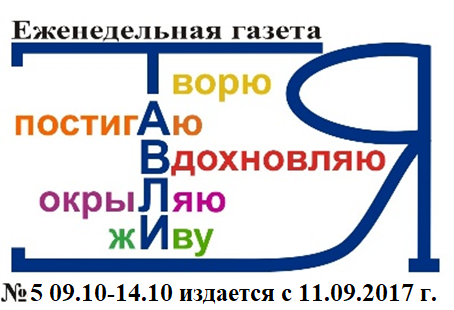 Еженедельная газета
Творю
постигАю
Вдохновляю
окрыЛяю
жИву
Я
№5 09.10-14.10 издается с 11.09.2017 г.